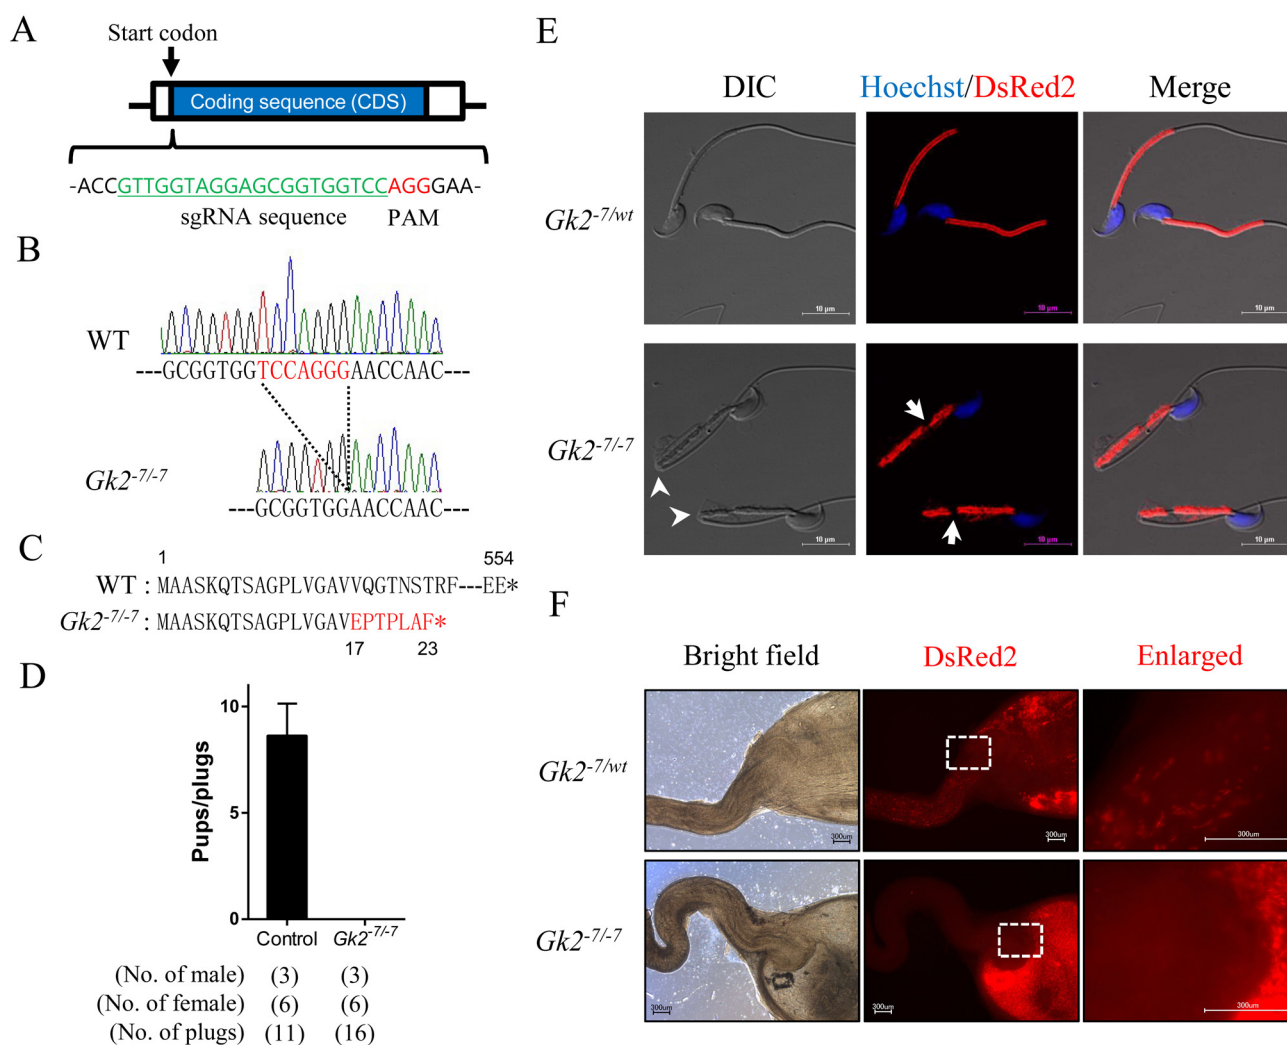 A
Start codon
Coding sequence (CDS)
-ACCGTTGGTAGGAGCGGTGGTCCAGGGAA-
sgRNA sequence PAM
B
WT
---GCGGTGGTCCAGGGAACCAAC---
Gk2-7/-7
---GCGGTGGAACCAAC---
C
1 554
WT : MAASKQTSAGPLVGAVVQGTNSTRF---EE*
Gk2-7/-7 : MAASKQTSAGPLVGAVEPTPLAF*
17 23
D
Pups/plugs
10
5
0
Control Gk2-7/-7
(No. of male) (3) (3)
(No. of female) (6) (6)
(No. of plugs) (11) (16)
E
DIC Hoechst/DsRed2 Merge
Gk2-7/wt
10 μm 10 μm 10 μm
Gk2-7/-7
10 μm 10 μm 10 μm
F
Bright field DsRed2 Enlarged
Gk2-7/wt
300um 300um 300um
Gk2-7/-7
300um 300um 300um